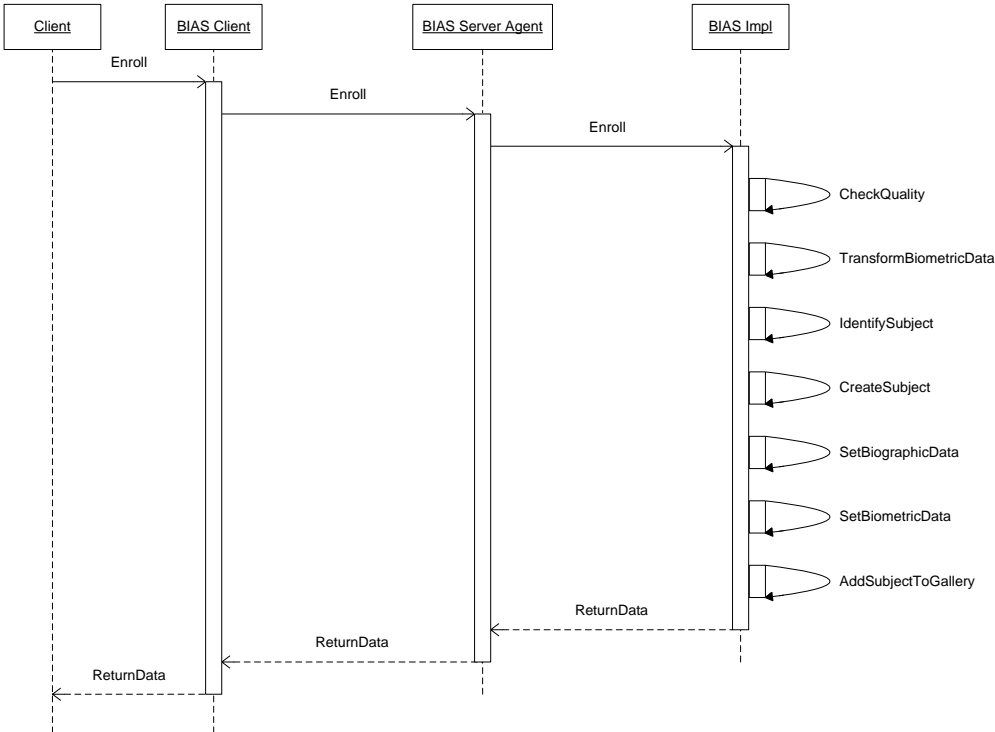 Client
BIAS Client
BIAS Server Agent
BIAS Impl
Enroll
Enroll
Enroll
CheckQuality
TransformBiometricData
IdentifySubject
CreateSubject
SetBiographicData
SetBiometricData
AddSubjectToGallery
ReturnData
ReturnData
ReturnData